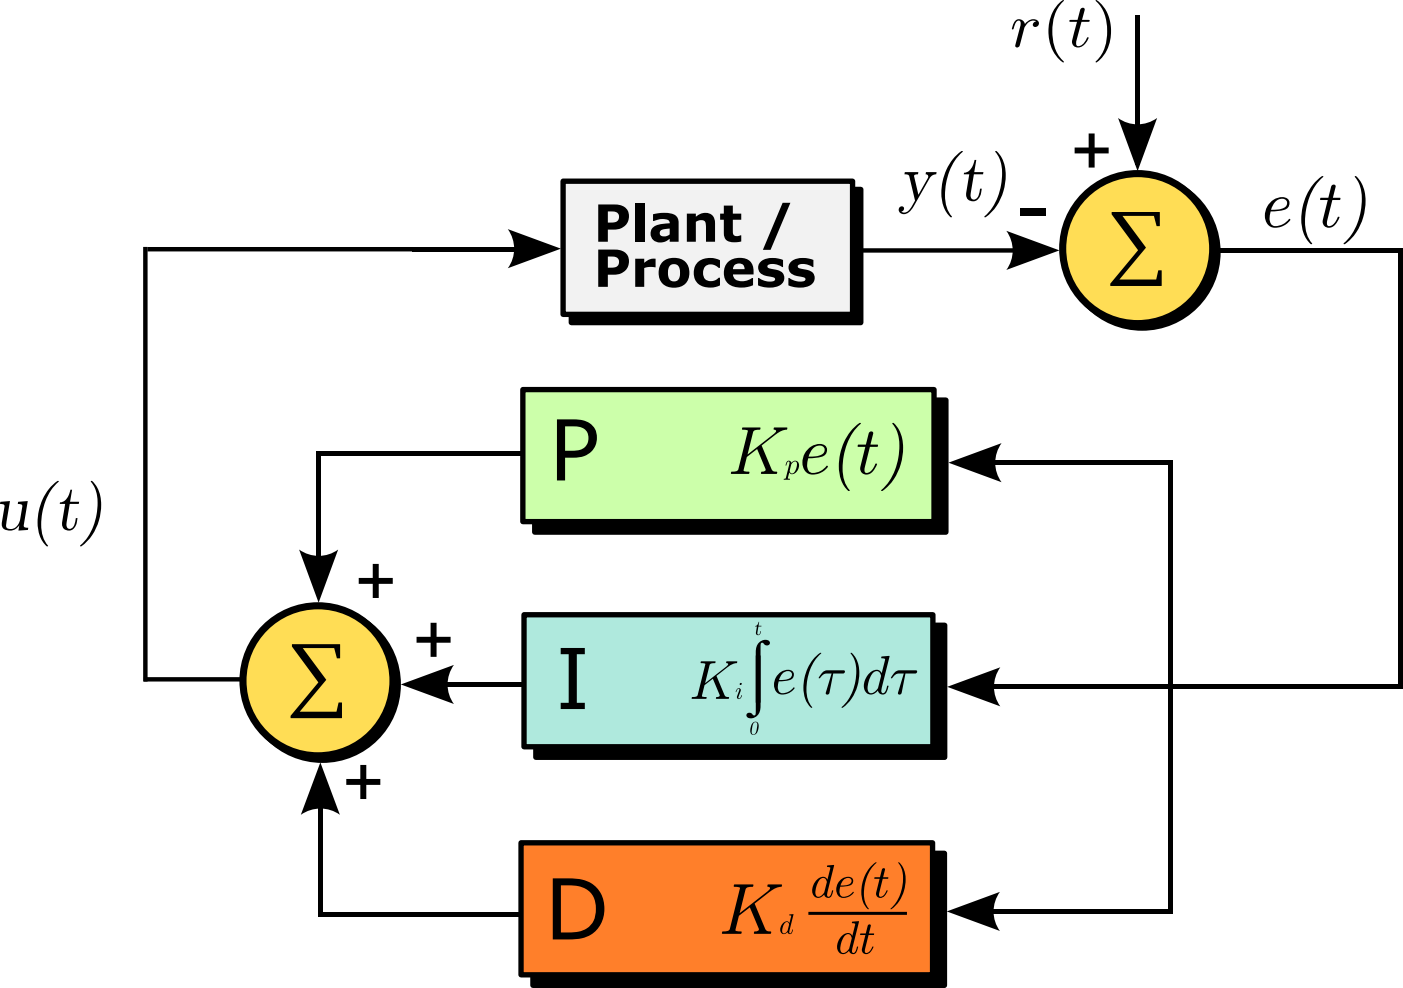 r(t)
+
y(t)
-
e(t)
Plant /
Process
Σ
P K_p e(t)
u(t)
+
+
Σ
I K_i ∫_0^t e(τ)dτ
+
D K_d de(t)/dt